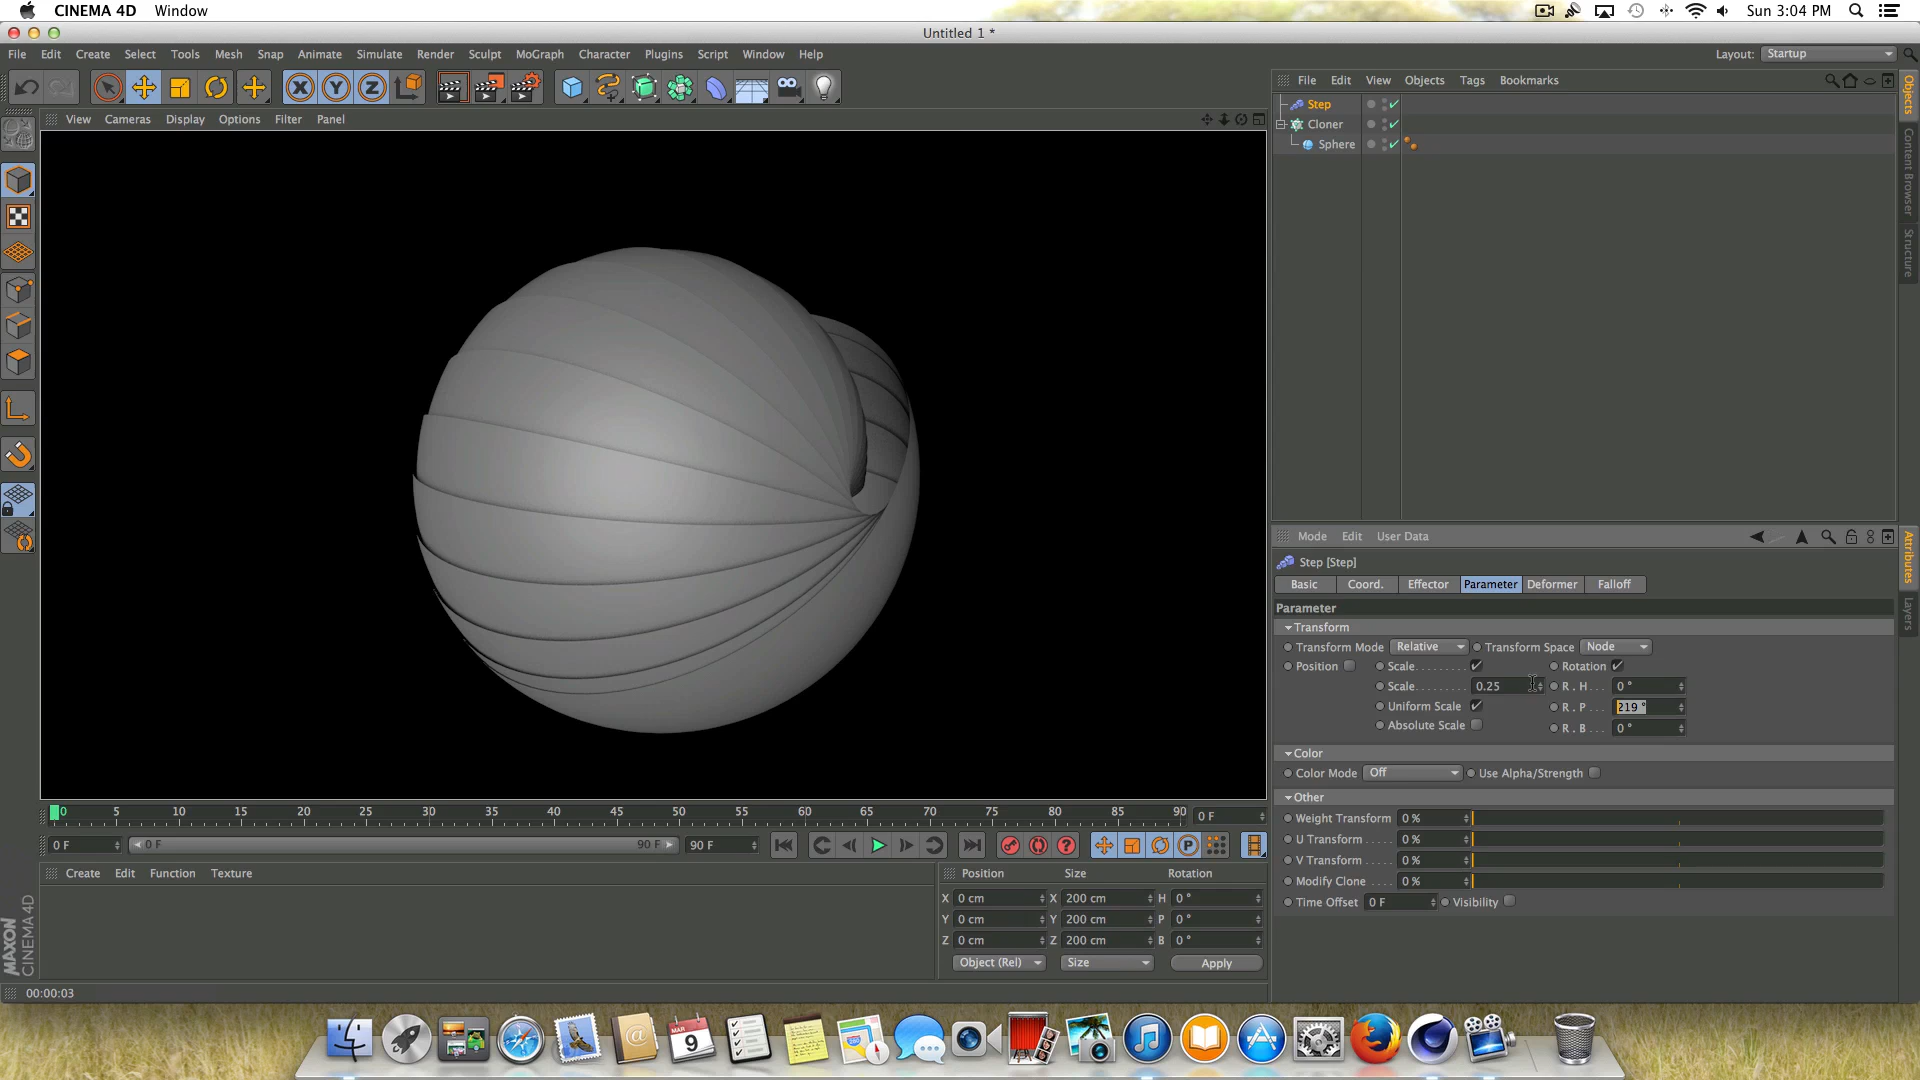 CINEMA 4D Window
Sun 3:04 PM
Untitled 1 *
File Edit Create Select Tools Mesh Snap Animate Simulate Render Sculpt MoGraph Character Plugins Script Window Help
Layout: Startup
X Y Z
File Edit View Objects Tags Bookmarks
View Cameras Display Options Filter Panel
Step
Cloner
Sphere
Objects
Content Browser
Structure
Mode Edit User Data
Step [Step]
Basic Coord. Effector Parameter Deformer Falloff
Parameter
Transform
Transform Mode Relative Transform Space Node
Position Scale Rotation
Scale 0.25 R . H 0 °
Uniform Scale R . P 219 °
Absolute Scale R . B 0 °
Color
Color Mode Off Use Alpha/Strength
Other
Weight Transform 0 %
U Transform 0 %
V Transform 0 %
Modify Clone 0 %
Time Offset 0 F Visibility
Attributes
Layers
0 5 10 15 20 25 30 35 40 45 50 55 60 65 70 75 80 85 90 0 F
0 F 0 F 90 F 90 F
P
Create Edit Function Texture
Position Size Rotation
X 0 cm X 200 cm H 0 °
Y 0 cm Y 200 cm P 0 °
Z 0 cm Z 200 cm B 0 °
Object (Rel) Size Apply
MAXON
CINEMA 4D
00:00:03
MAR
9